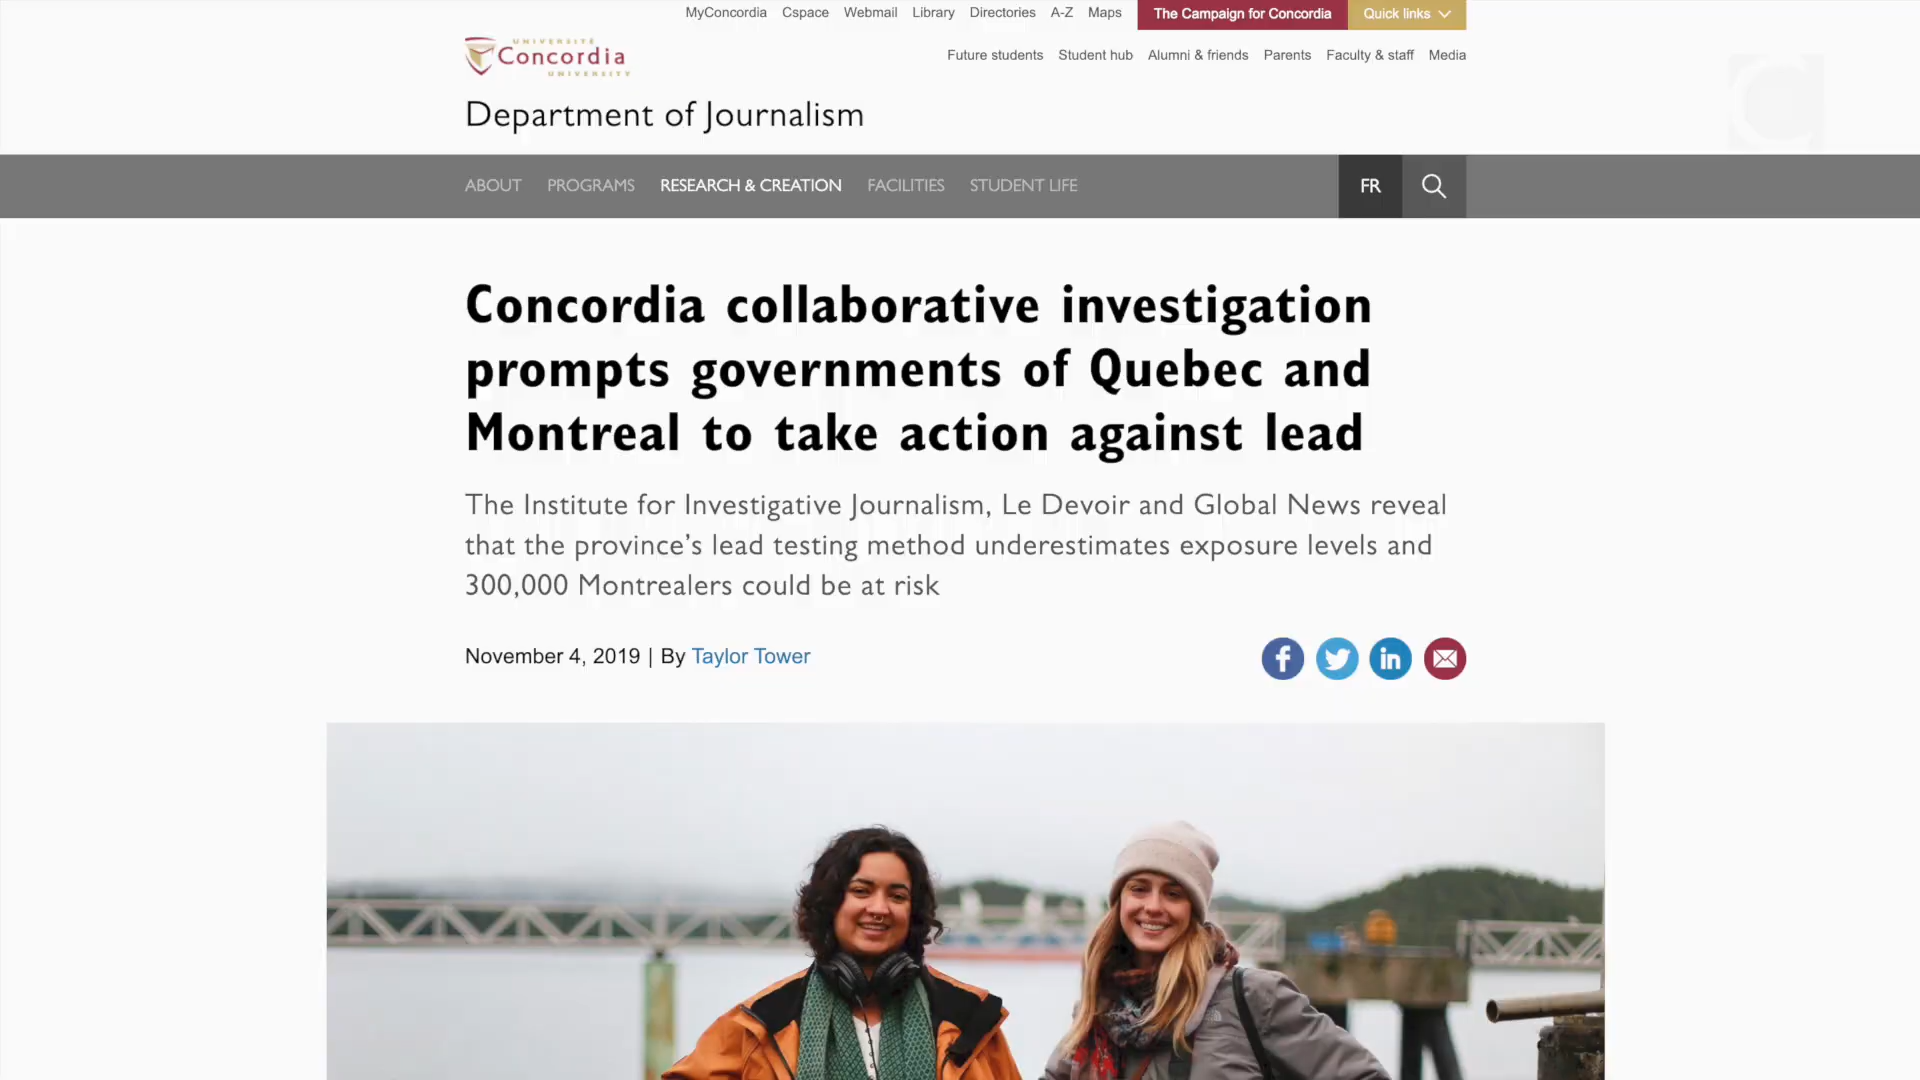 MyConcordia Cspace Webmail Library Directories A-Z Maps The Campaign for Concordia Quick links
UNIVERSITÉ
Concordia
UNIVERSITY
Future students Student hub Alumni & friends Parents Faculty & staff Media
Department of Journalism
ABOUT PROGRAMS RESEARCH & CREATION FACILITIES STUDENT LIFE FR
Concordia collaborative investigation
prompts governments of Quebec and
Montreal to take action against lead
The Institute for Investigative Journalism, Le Devoir and Global News reveal
that the province’s lead testing method underestimates exposure levels and
300,000 Montrealers could be at risk
November 4, 2019 | By Taylor Tower